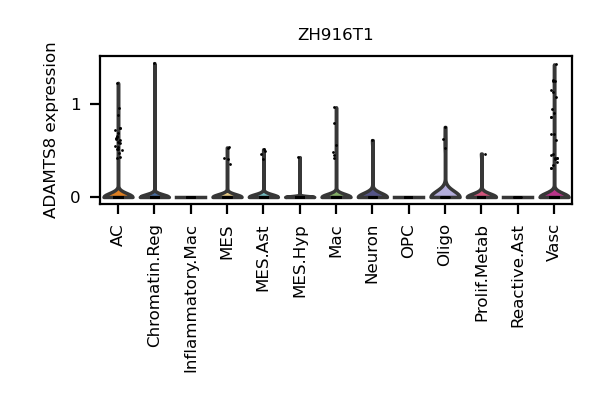 ZH916T1
ADAMTS8 expression
1
0
AC
Chromatin.Reg
Inflammatory.Mac
MES
MES.Ast
MES.Hyp
Mac
Neuron
OPC
Oligo
Prolif.Metab
Reactive.Ast
Vasc